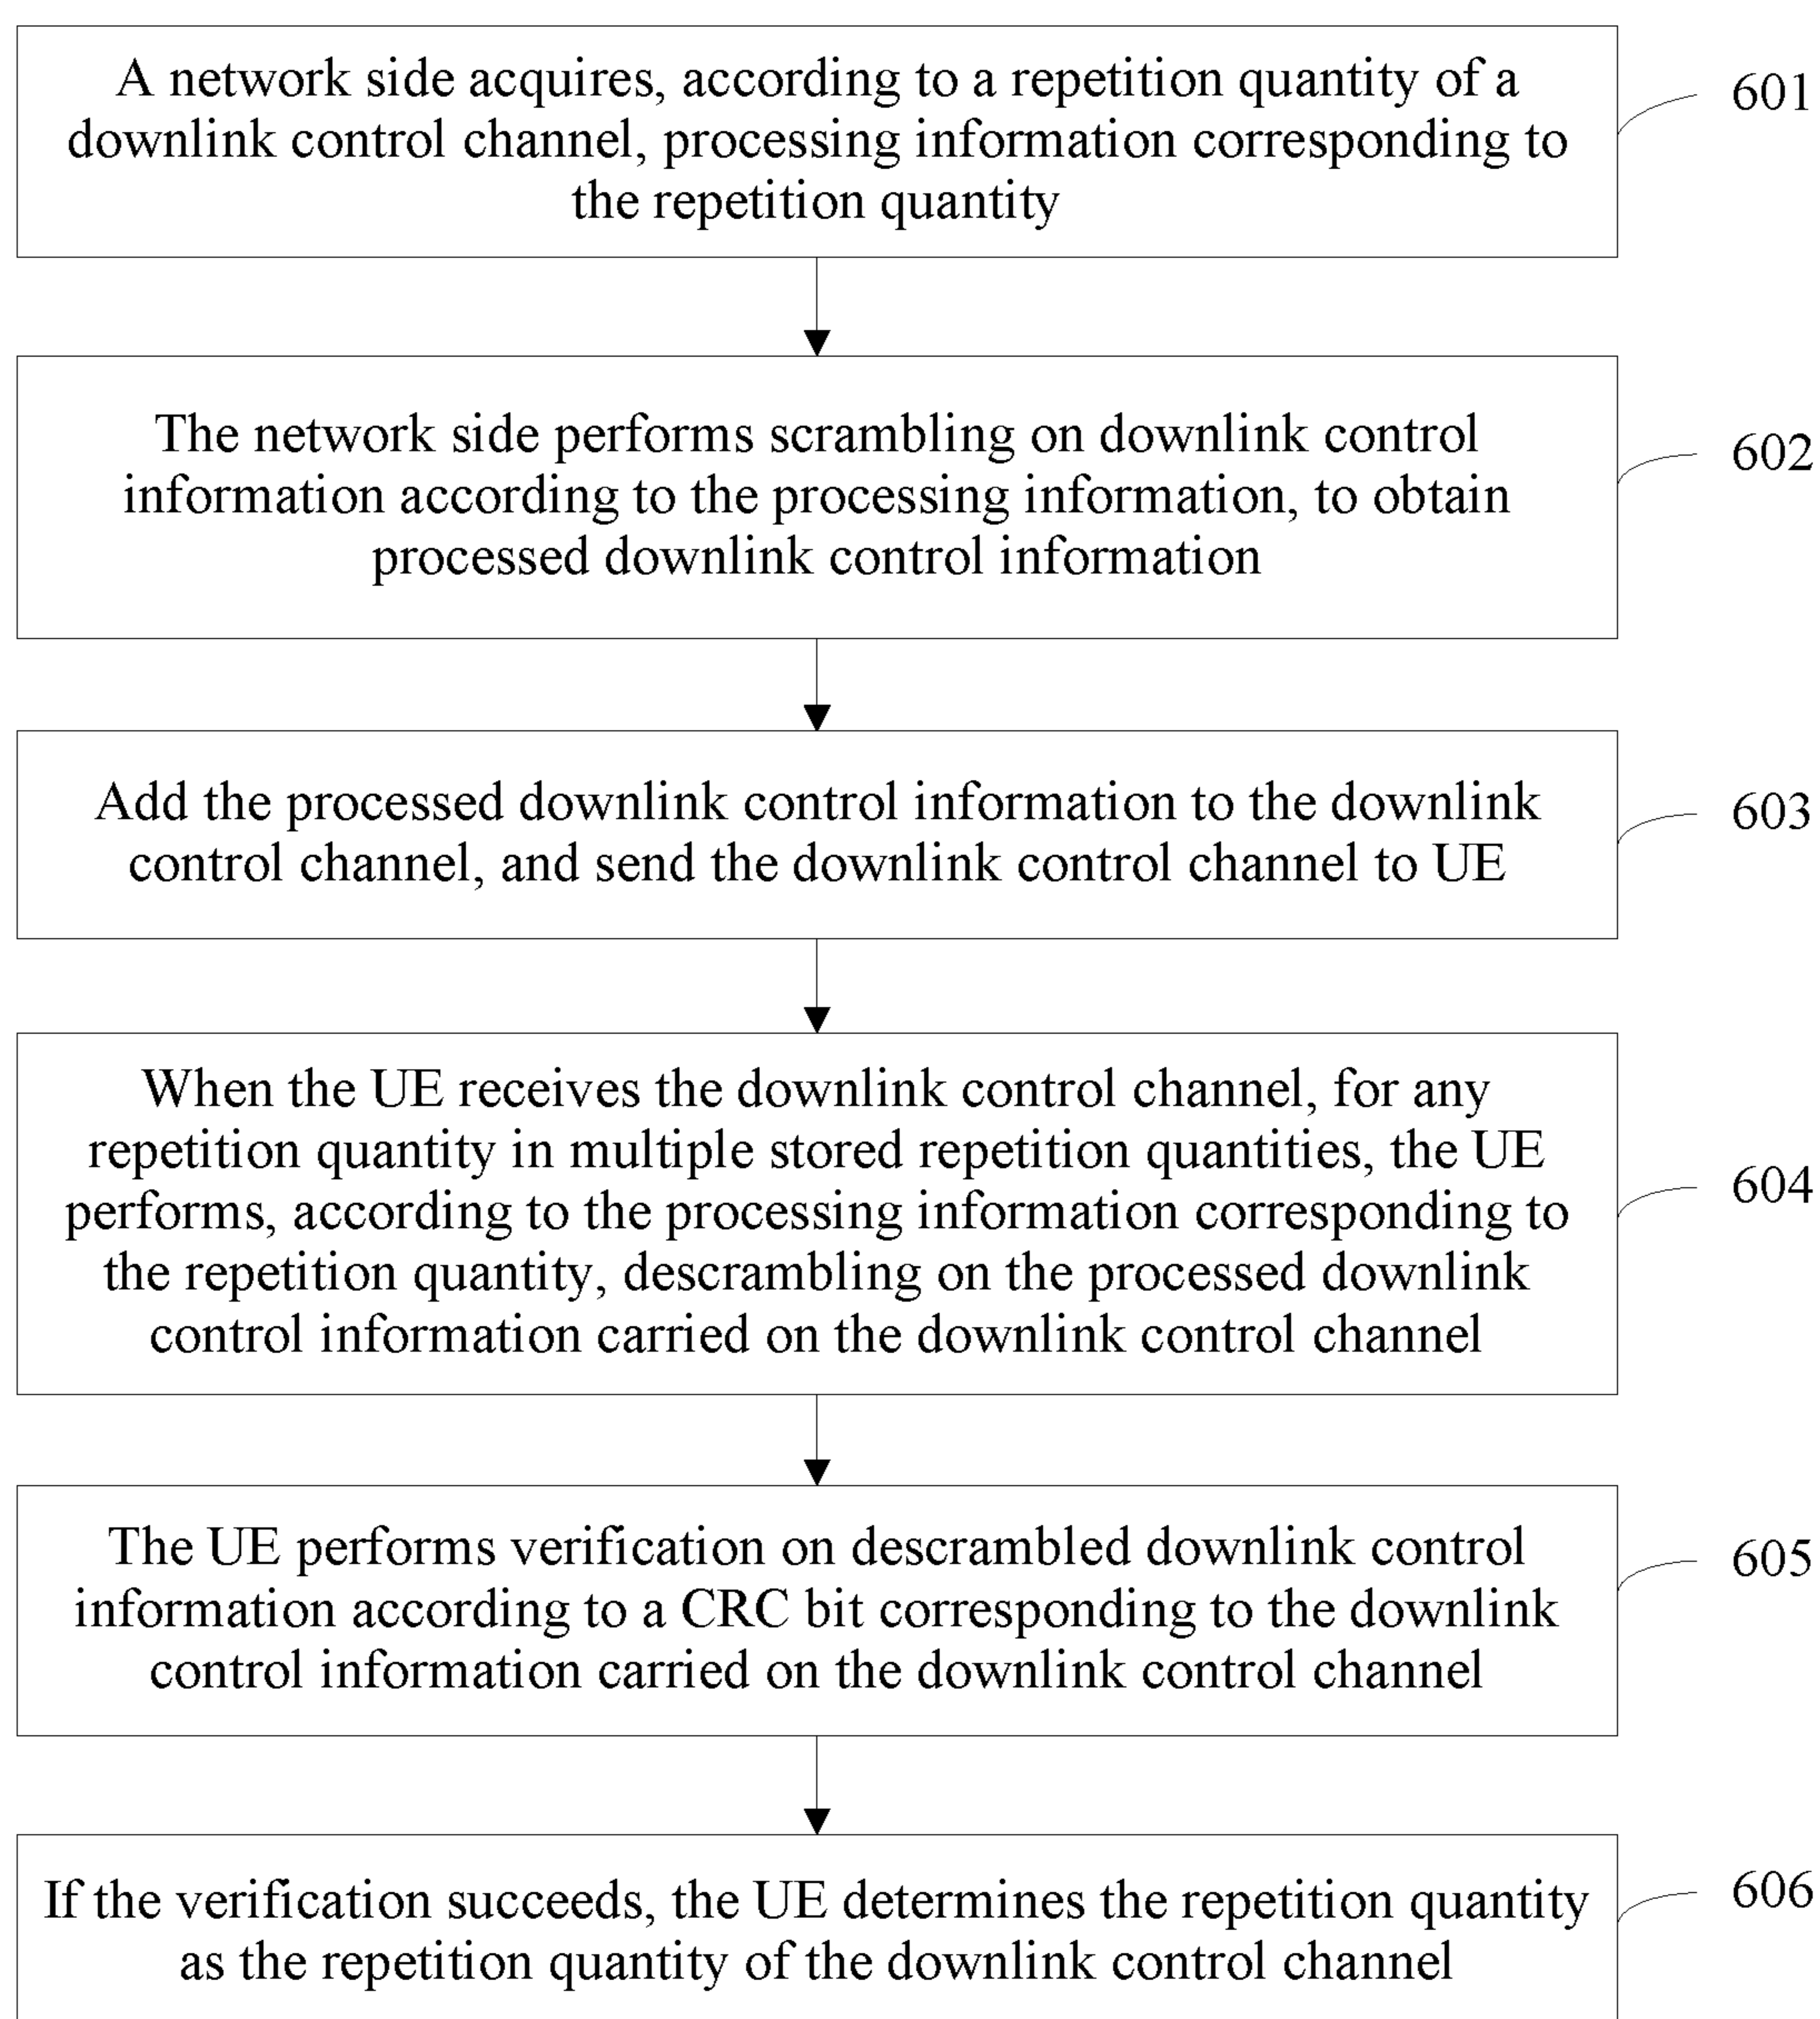 A network side acquires, according to a repetition quantity of a
downlink control channel, processing information corresponding to
the repetition quantity
601
The network side performs scrambling on downlink control
information according to the processing information, to obtain
processed downlink control information
602
Add the processed downlink control information to the downlink
control channel, and send the downlink control channel to UE
603
When the UE receives the downlink control channel, for any
repetition quantity in multiple stored repetition quantities, the UE
performs, according to the processing information corresponding to
the repetition quantity, descrambling on the processed downlink
control information carried on the downlink control channel
604
The UE performs verification on descrambled downlink control
information according to a CRC bit corresponding to the downlink
control information carried on the downlink control channel
605
If the verification succeeds, the UE determines the repetition quantity
as the repetition quantity of the downlink control channel
606